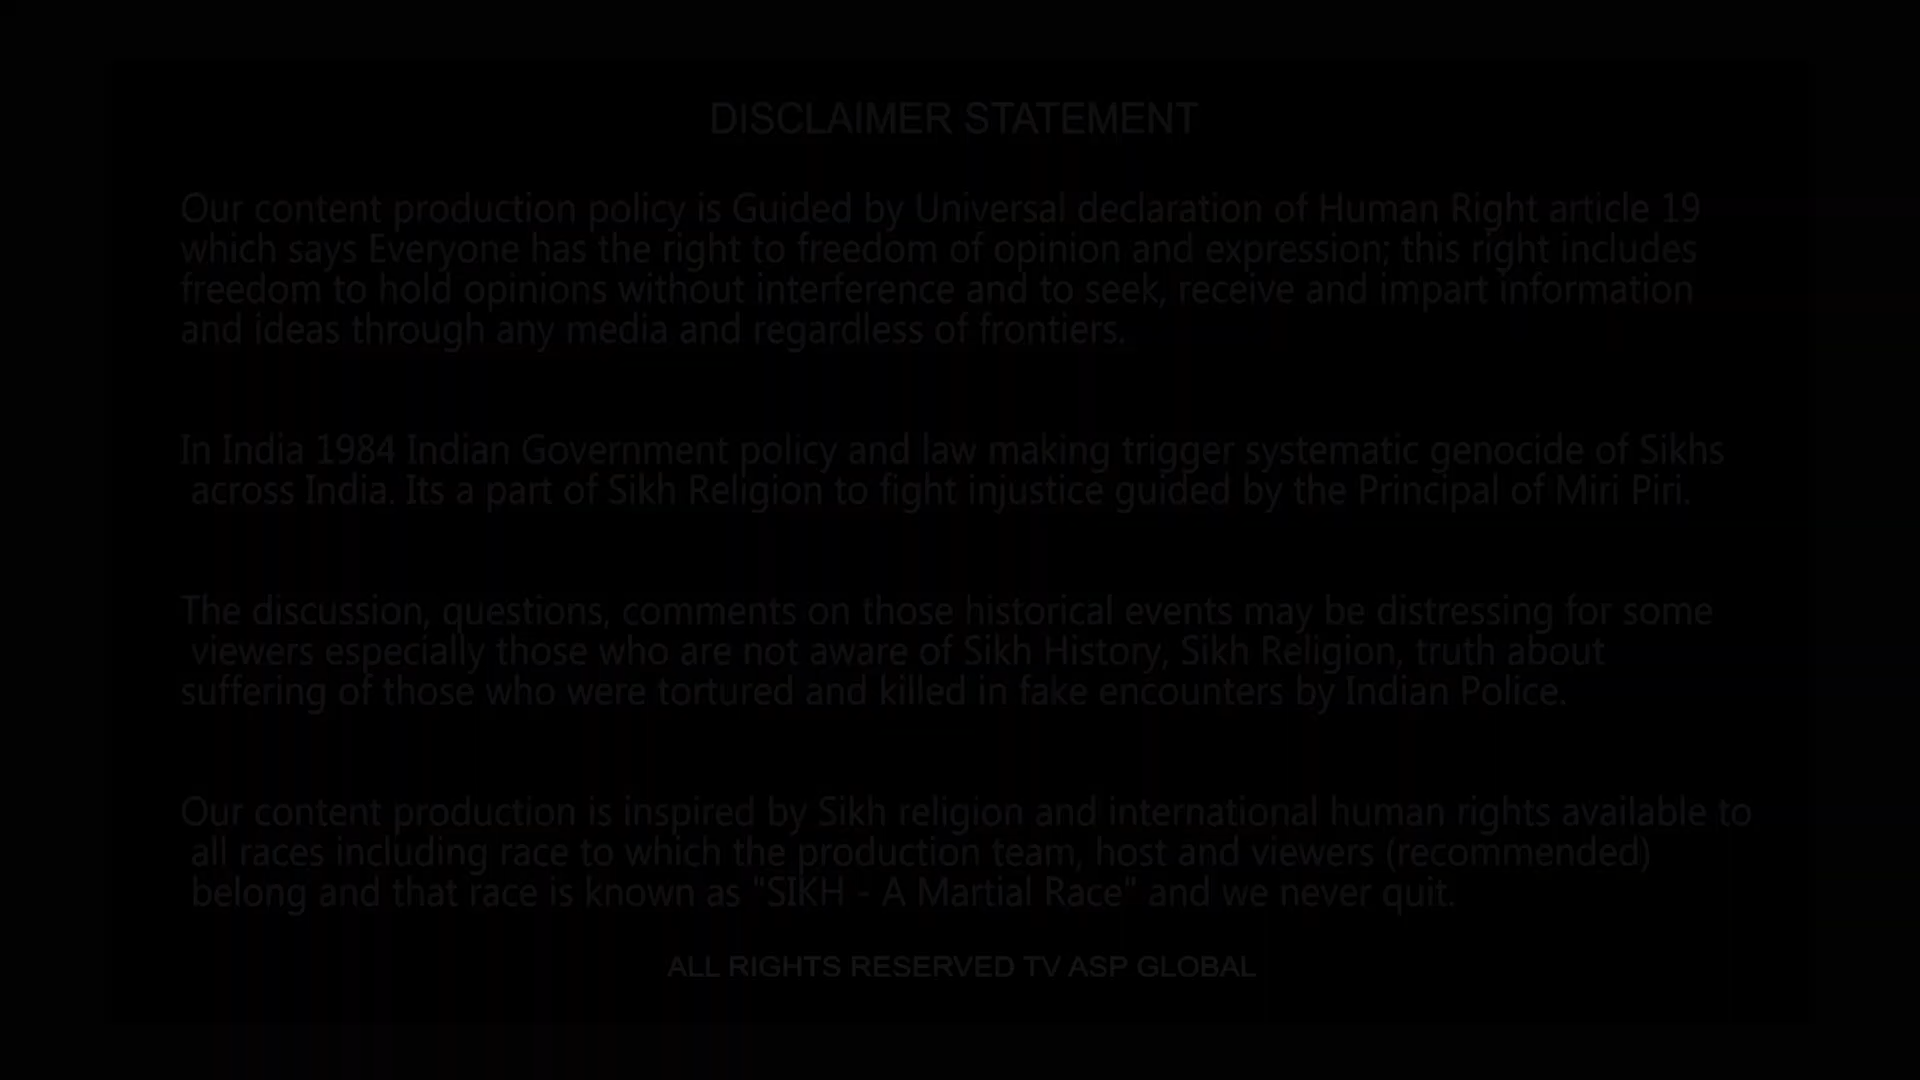 DISCLAIMER STATEMENT
Our content production policy is Guided by Universal declaration of Human Right article 19
which says Everyone has the right to freedom of opinion and expression; this right includes
freedom to hold opinions without interference and to seek, receive and impart information
and ideas through any media and regardless of frontiers.
In India 1984 Indian Government policy and law making trigger systematic genocide of Sikhs
across India. Its a part of Sikh Religion to fight injustice guided by the Principal of Miri Piri.
The discussion, questions, comments on those historical events may be distressing for some
viewers especially those who are not aware of Sikh History, Sikh Religion, truth about
suffering of those who were tortured and killed in fake encounters by Indian Police.
Our content production is inspired by Sikh religion and international human rights available to
all races including race to which the production team, host and viewers (recommended)
belong and that race is known as "SIKH - A Martial Race" and we never quit.
ALL RIGHTS RESERVED TV ASP GLOBAL